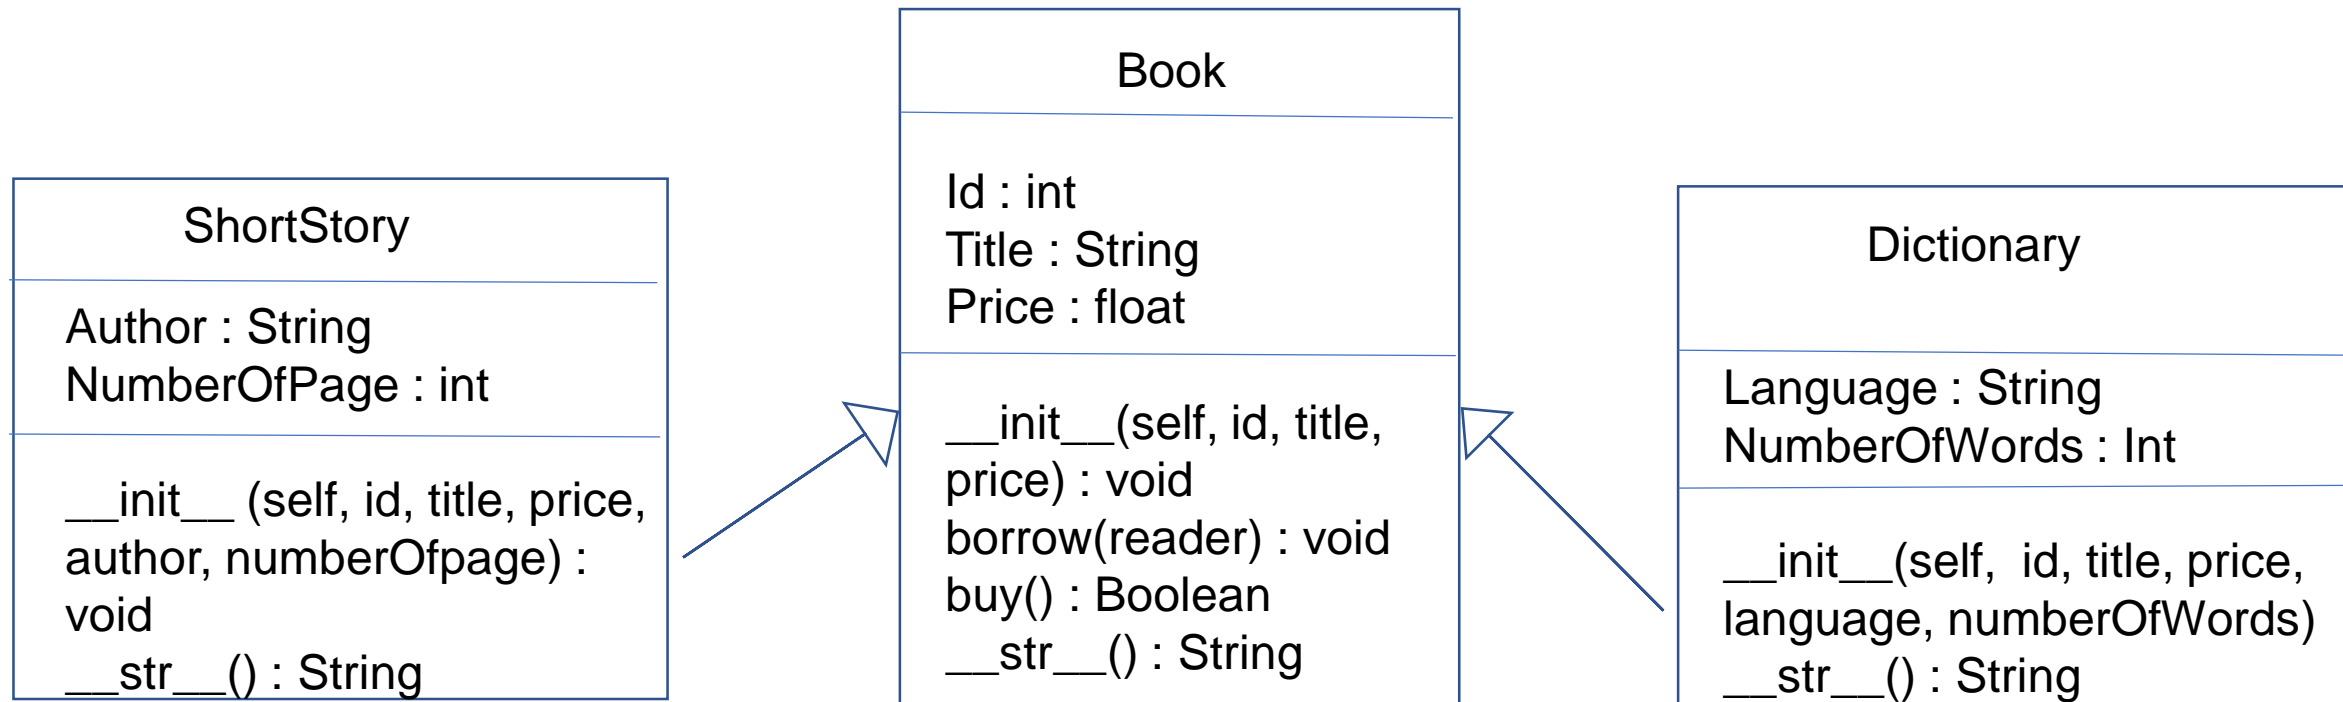 ShortStory
Author : String
NumberOfPage : int
__init__ (self, id, title, price,
author, numberOfpage) :
void
__str__() : String
Book
Id : int
Title : String
Price : float
__init__(self, id, title,
price) : void
borrow(reader) : void
buy() : Boolean
__str__() : String
Dictionary
Language : String
NumberOfWords : Int
__init__(self,  id, title, price,
language, numberOfWords)
__str__() : String